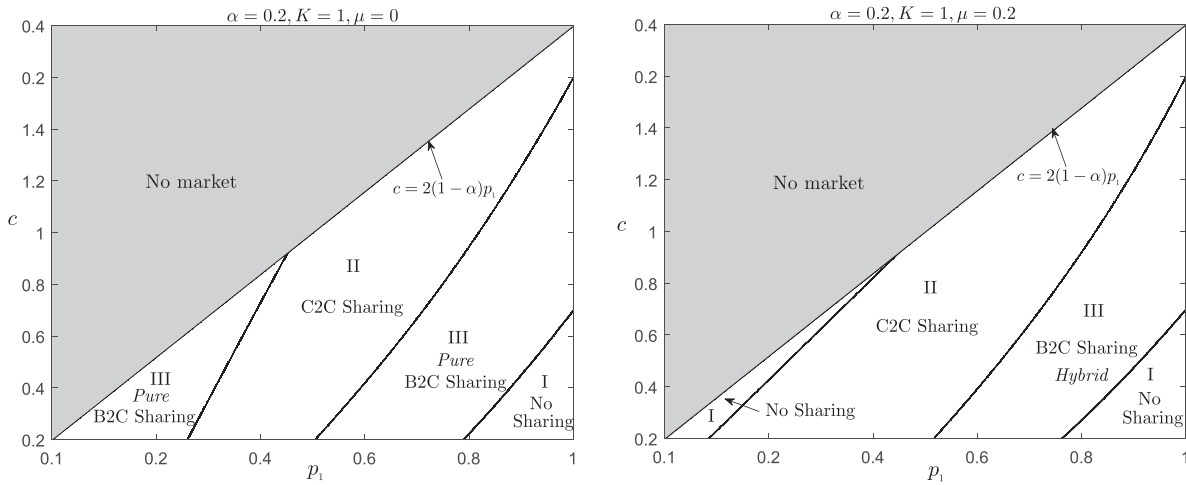 α = 0.2, K = 1, μ = 0
0.4
0.2
1.4
1.2
1
0.8
0.6
0.4
0.2
c
No market
c = 2(1 − α)p₁
II
C2C Sharing
III
Pure
B2C Sharing
III
Pure
B2C Sharing
I
No
Sharing
0.1
0.2
0.4
0.6
0.8
1
p₁
α = 0.2, K = 1, μ = 0.2
0.4
0.2
1.4
1.2
1
0.8
0.6
0.4
0.2
c
No market
c = 2(1 − α)p₁
II
C2C Sharing
III
B2C Sharing
Hybrid
I
No
Sharing
I
No Sharing
0.1
0.2
0.4
0.6
0.8
1
p₁